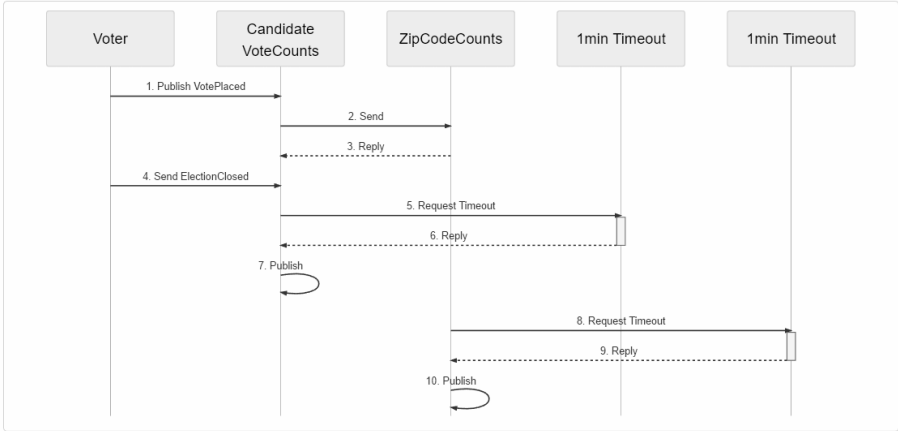 Voter
Candidate
VoteCounts
ZipCodeCounts
1min Timeout
1min Timeout
1. Publish VotePlaced
2. Send
3. Reply
4. Send ElectionClosed
5. Request Timeout
6. Reply
7. Publish
8. Request Timeout
9. Reply
10. Publish